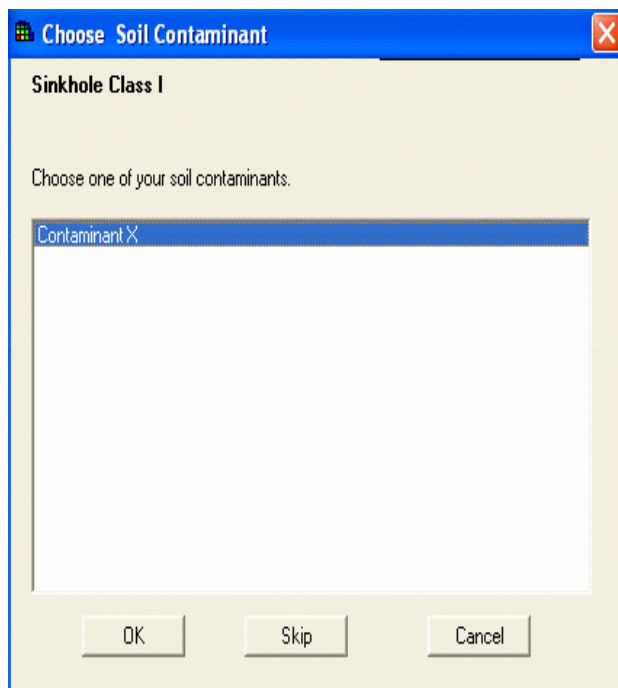 Choose Soil Contaminant
Sinkhole Class I
Choose one of your soil contaminants.
Contaminant X
OK Skip Cancel